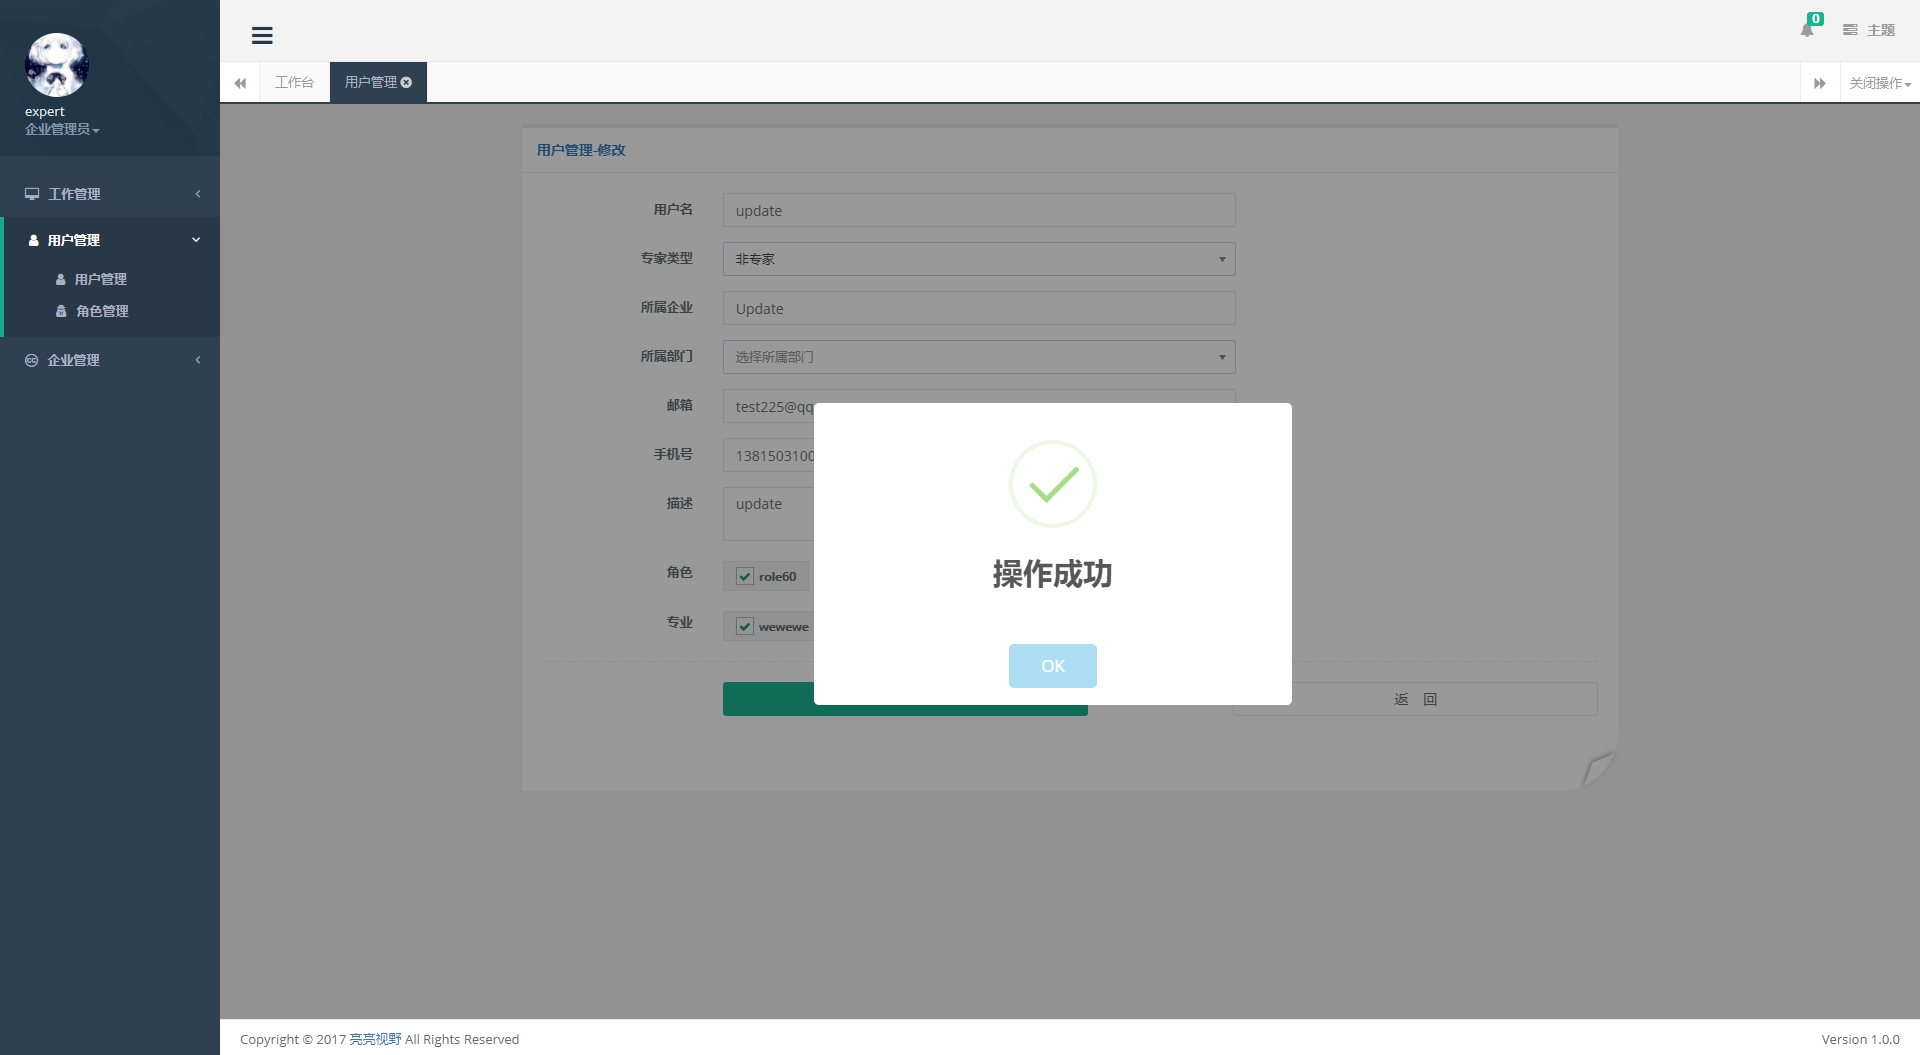 expert
企业管理员
工作管理
用户管理
用户管理
角色管理
企业管理
0
主题
工作台
用户管理
关闭操作
用户管理-修改
用户名
update
专家类型
非专家
所属企业
Update
所属部门
选择所属部门
邮箱
test225@qq
手机号
1381503100
描述
update
角色
role60
专业
wewewe
操作成功
OK
返 回
Copyright © 2017 亮亮视野 All Rights Reserved
Version 1.0.0